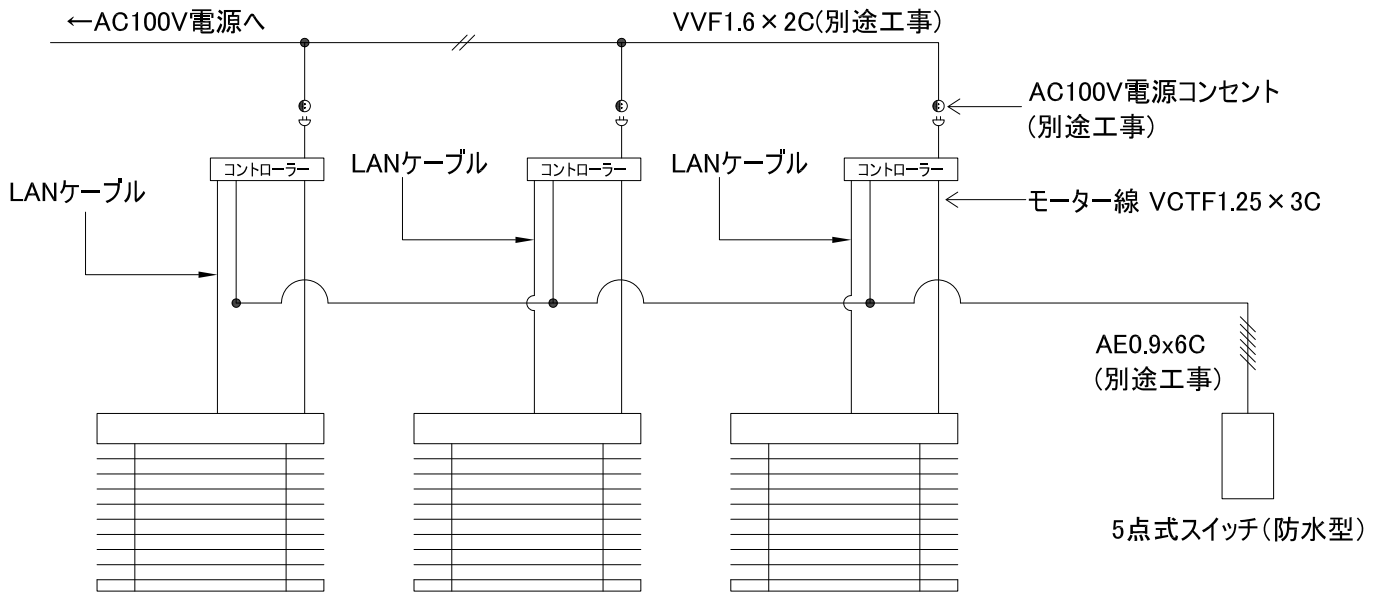 ←AC100V電源へ
VVF1.6×2C(別途工事)
AC100V電源コンセント
(別途工事)
コントローラー
コントローラー
コントローラー
LANケーブル
LANケーブル
LANケーブル
モーター線 VCTF1.25×3C
AE0.9x6C
(別途工事)
5点式スイッチ(防水型)